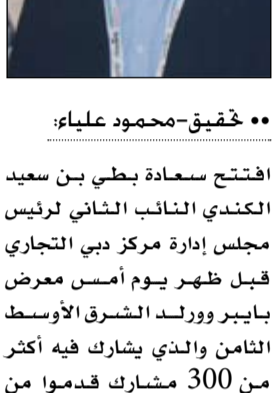 •• تحقيق-محمود علياء:
افتتح سعادة بطي بن سعيد
الكندي النائب الثاني لرئيس
مجلس إدارة مركز دبي التجاري
قبل ظهر يوم أمس معرض
بايبر وورلد الشرق الأوسط
الثامن والذي يشارك فيه أكثر
من 300 مشارك قدموا من